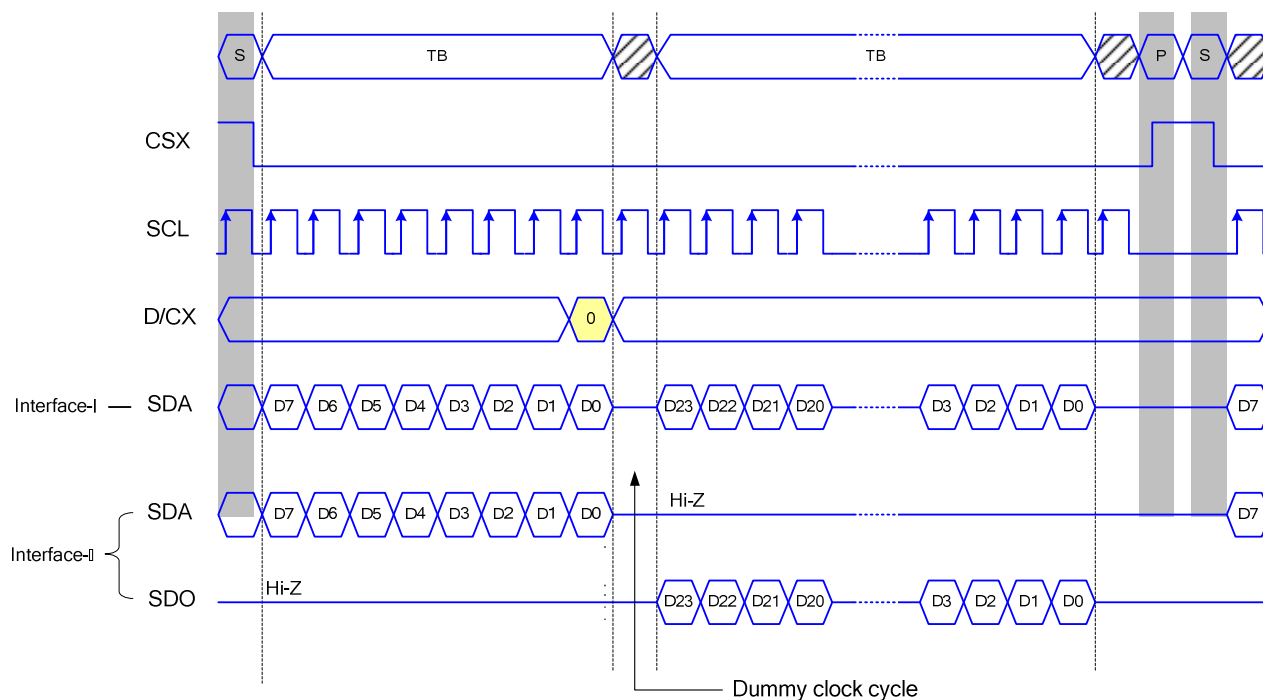 S TB TB P S
CSX
SCL
D/CX 0
Interface-I SDA D7 D6 D5 D4 D3 D2 D1 D0 D23 D22 D21 D20 D3 D2 D1 D0 D7
SDA D7 D6 D5 D4 D3 D2 D1 D0 Hi-Z D7
Interface-
Hi-Z
SDO D23 D22 D21 D20 D3 D2 D1 D0
Dummy clock cycle